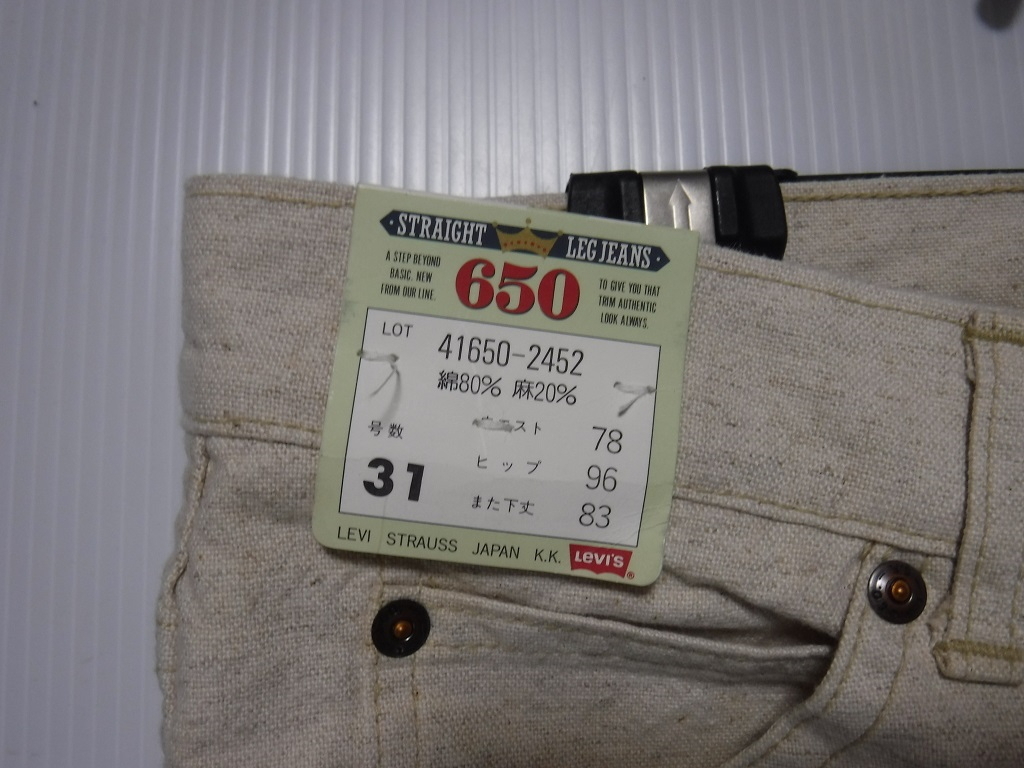 STRAIGHT LEG JEANS
A STEP BEYOND
BASIC. NEW
FROM OUR LINE.
650
TO GIVE YOU THAT
TRIM AUTHENTIC
LOOK ALWAYS.
LOT 41650-2452
綿80% 麻20%
号数
31
スト 78
ヒップ 96
また下丈 83
LEVI STRAUSS JAPAN K.K. LEVI'S ®